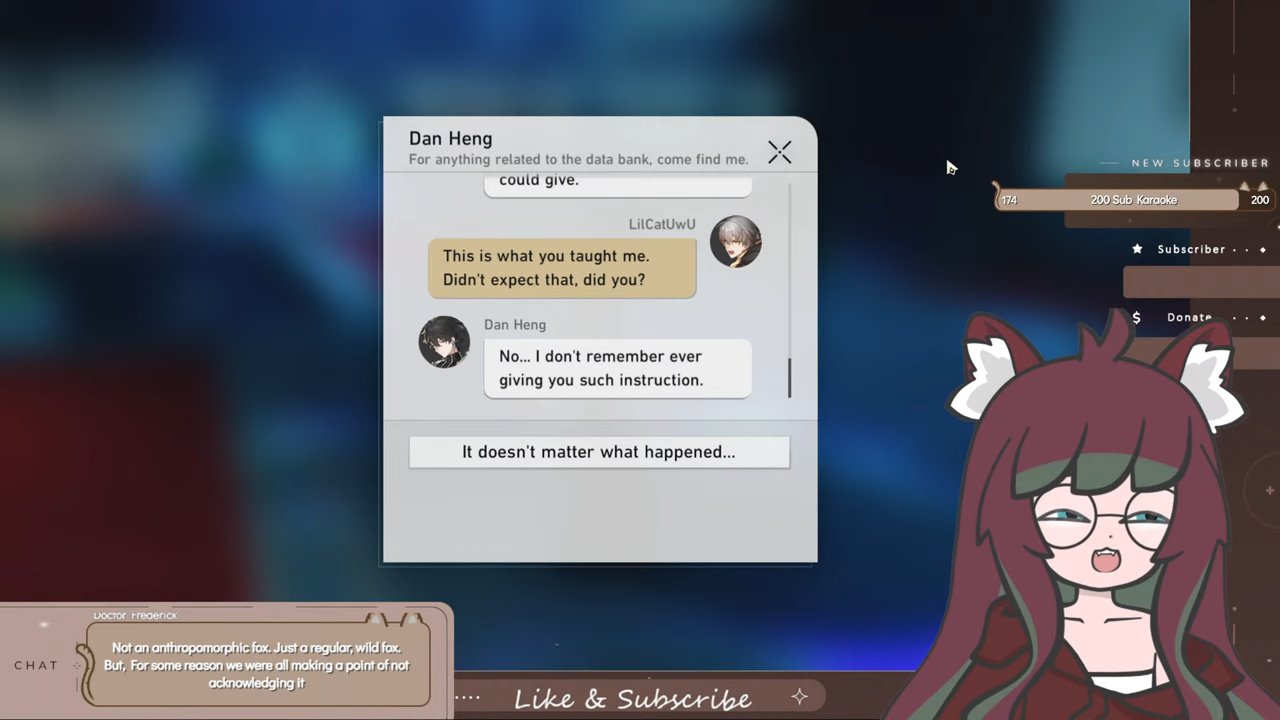 Dan Heng
For anything related to the data bank, come find me.
could give.
LilCatUwU
This is what you taught me.
Didn't expect that, did you?
Dan Heng
No... I don't remember ever
giving you such instruction.
It doesn't matter what happened...
NEW SUBSCRIBER
174
200 Sub Karaoke
200
Subscriber
$ Donate
Doctor Frederick
CHAT
Not an anthropomorphic fox. Just a regular, wild fox.
But, For some reason we were all making a point of not
acknowledging it
Like & Subscribe